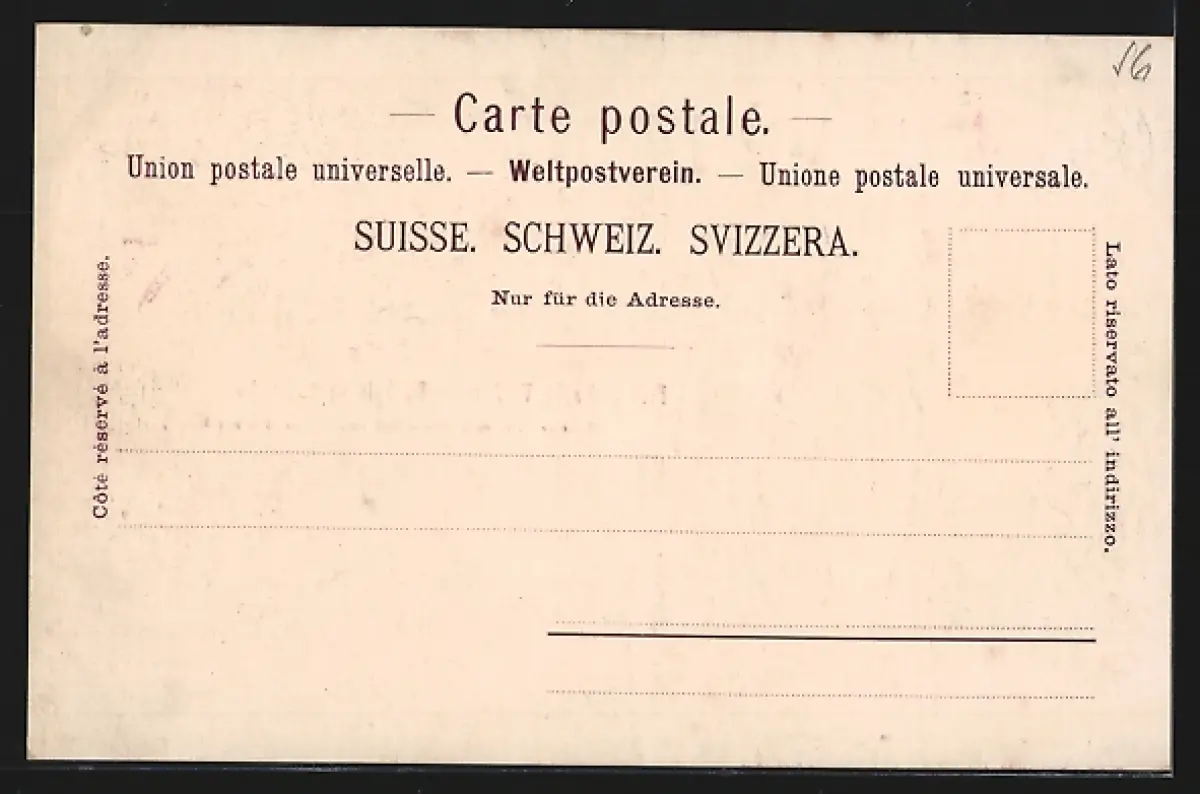 56
— Carte postale. —
Union postale universelle. — Weltpostverein. — Unione postale universale.
SUISSE. SCHWEIZ. SVIZZERA.
Nur für die Adresse.
Côté réservé à l'adresse.
Lato riservato all' indirizzo.